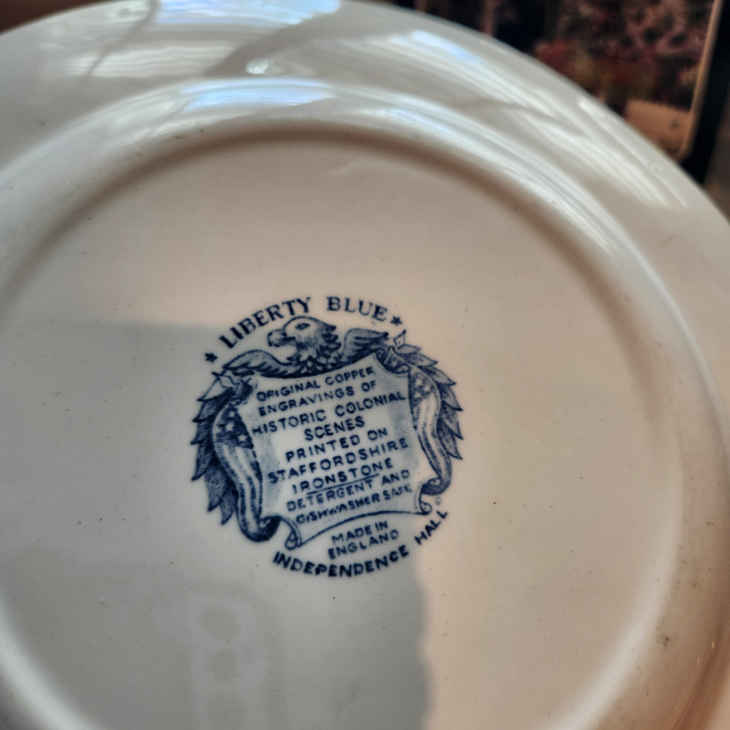 ★ LIBERTY BLUE ★
ORIGINAL COPPER
ENGRAVINGS OF
HISTORIC COLONIAL
SCENES
PRINTED ON
STAFFORDSHIRE
IRONSTONE
DETERGENT AND
DISHWASHER SAFE
©
MADE IN
ENGLAND
INDEPENDENCE HALL